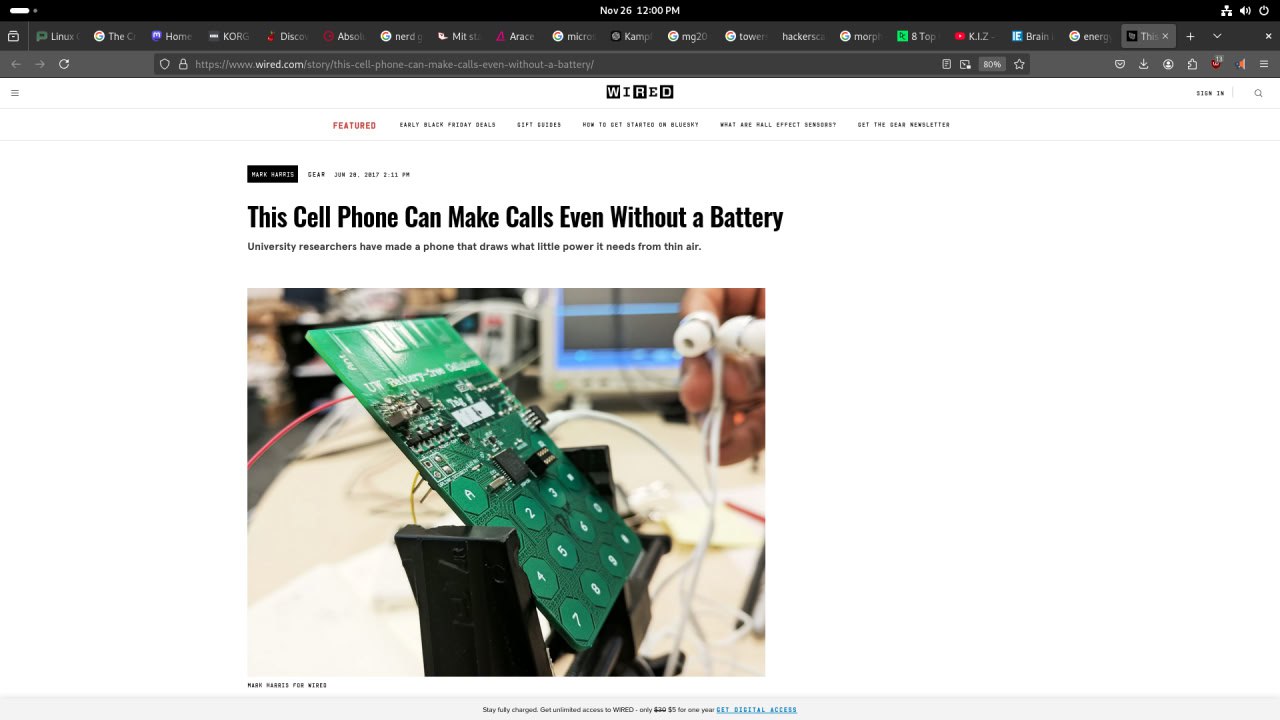 Nov 26 12:00 PM
Linux
The C
Home
KORG
Disco
Absol
nerd g
Mit st
Arace
micros
Kampf
mg20
tower
hackersca
morph
8 Top
K.I.Z -
Brain
energy
This
https://www.wired.com/story/this-cell-phone-can-make-calls-even-without-a-battery/
80%
13
WIRED
SIGN IN
FEATURED
EARLY BLACK FRIDAY DEALS
GIFT GUIDES
HOW TO GET STARTED ON BLUESKY
WHAT ARE HALL EFFECT SENSORS?
GET THE GEAR NEWSLETTER
MARK HARRIS GEAR JUN 28, 2017 2:11 PM
This Cell Phone Can Make Calls Even Without a Battery
University researchers have made a phone that draws what little power it needs from thin air.
UW Battery-free Cellphone
A
2
3
5
6
4
8
9
7
MARK HARRIS FOR WIRED
Stay fully charged. Get unlimited access to WIRED - only $30 $5 for one year GET DIGITAL ACCESS